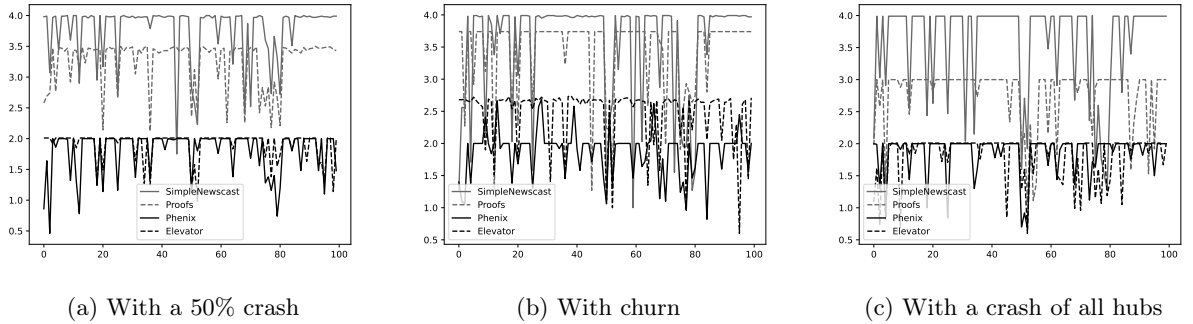 4.0
3.5
3.0
2.5
2.0
1.5
1.0
0.5
0 20 40 60 80 100
SimpleNewscast
Proofs
Phenix
Elevator
(a) With a 50% crash
4.0
3.5
3.0
2.5
2.0
1.5
1.0
0.5
0 20 40 60 80 100
SimpleNewscast
Proofs
Phenix
Elevator
(b) With churn
4.0
3.5
3.0
2.5
2.0
1.5
1.0
0.5
0 20 40 60 80 100
SimpleNewscast
Proofs
Phenix
Elevator
(c) With a crash of all hubs